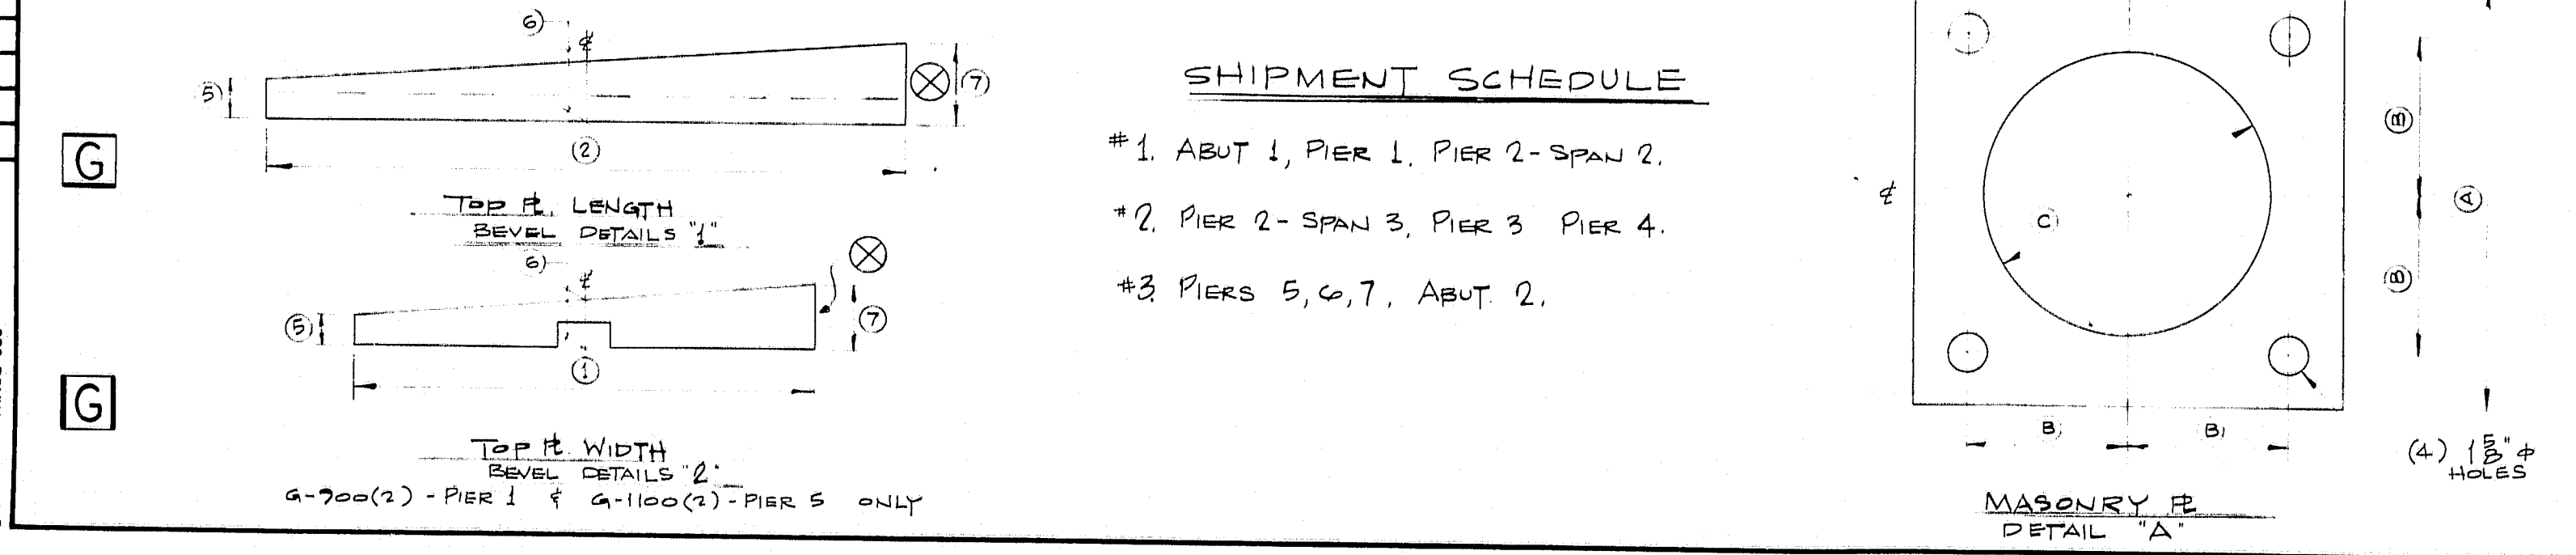 6)
⅊
5)
(7)
(2)
G
TOP ⅊. LENGTH
BEVEL DETAILS "1"
6)
(5)
(7)
(1)
G
TOP ⅊. WIDTH
BEVEL DETAILS "2"
G-900(2) - PIER 1 & G-1100(2) - PIER 5 ONLY
SHIPMENT SCHEDULE
#1. ABUT 1, PIER 1. PIER 2 - SPAN 2.
#2. PIER 2 - SPAN 3, PIER 3 PIER 4.
#3. PIERS 5, 6, 7, ABUT. 2.
C)
(B)
(A)
(B)
B)
B)
(4) 1 5/8" ⌀
HOLES
MASONRY ⅊
DETAIL "A"